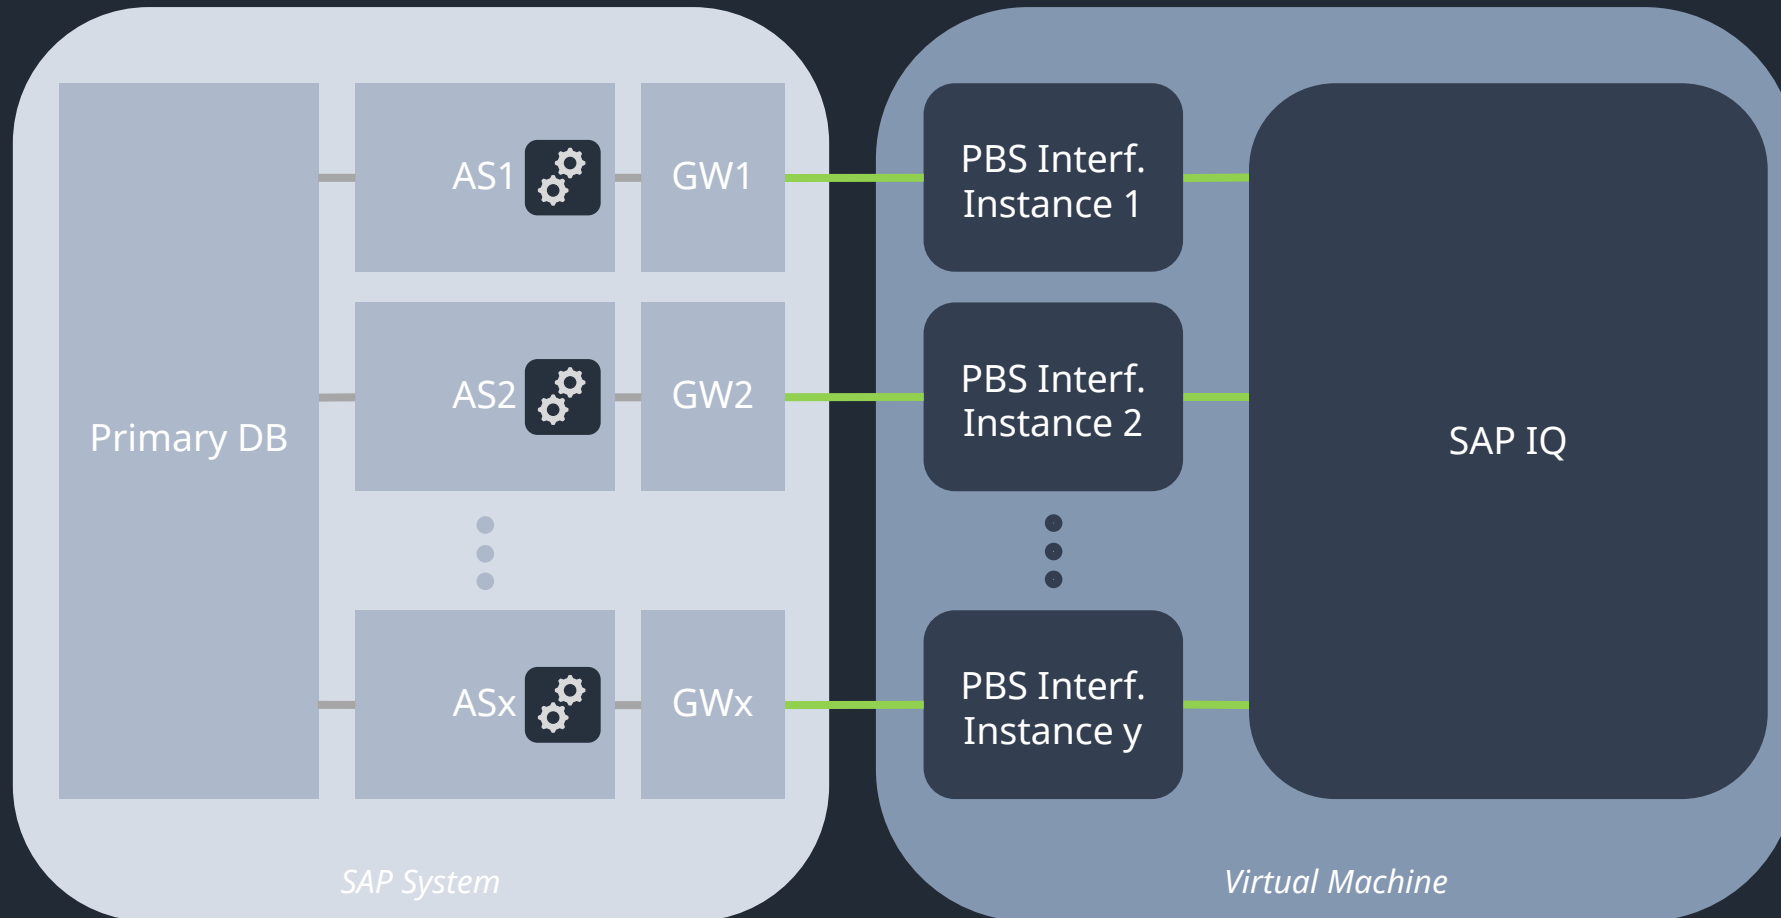 Primary DB
AS1
GW1
AS2
GW2
ASx
GWx
SAP System
PBS Interf.
Instance 1
PBS Interf.
Instance 2
PBS Interf.
Instance y
SAP IQ
Virtual Machine